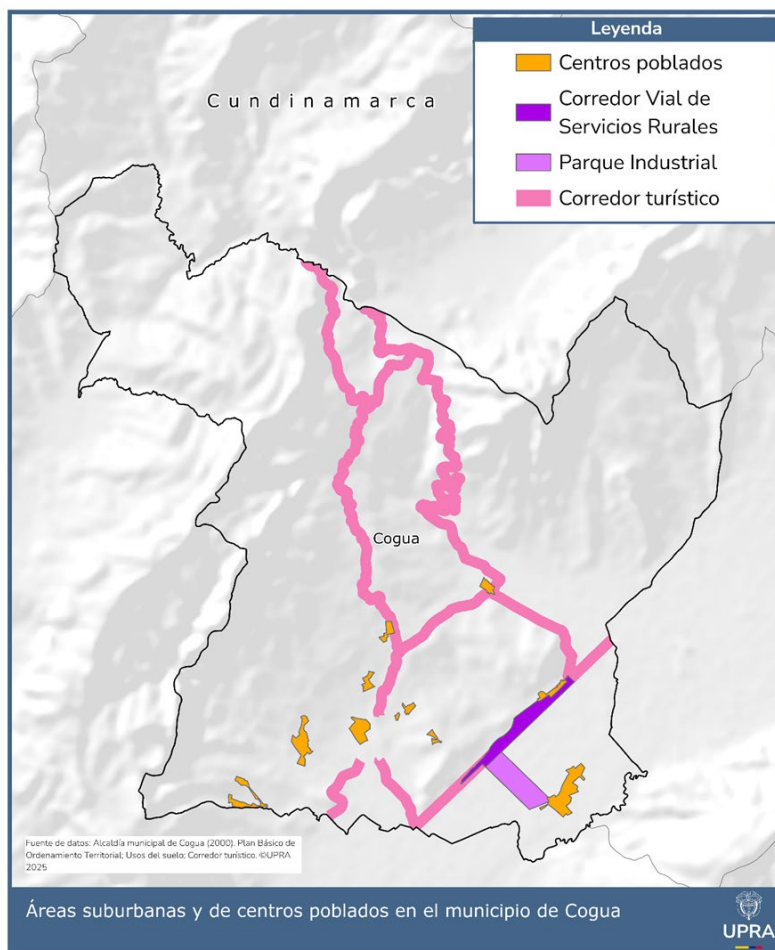 Leyenda
Centros poblados
Corredor Vial de
Servicios Rurales
Parque Industrial
Corredor turístico
Cundinamarca
Cogua
Fuente de datos: Alcaldía municipal de Cogua (2000). Plan Básico de
Ordenamiento Territorial; Usos del suelo; Corredor turístico. ©UPRA
2025
Áreas suburbanas y de centros poblados en el municipio de Cogua
UPRA